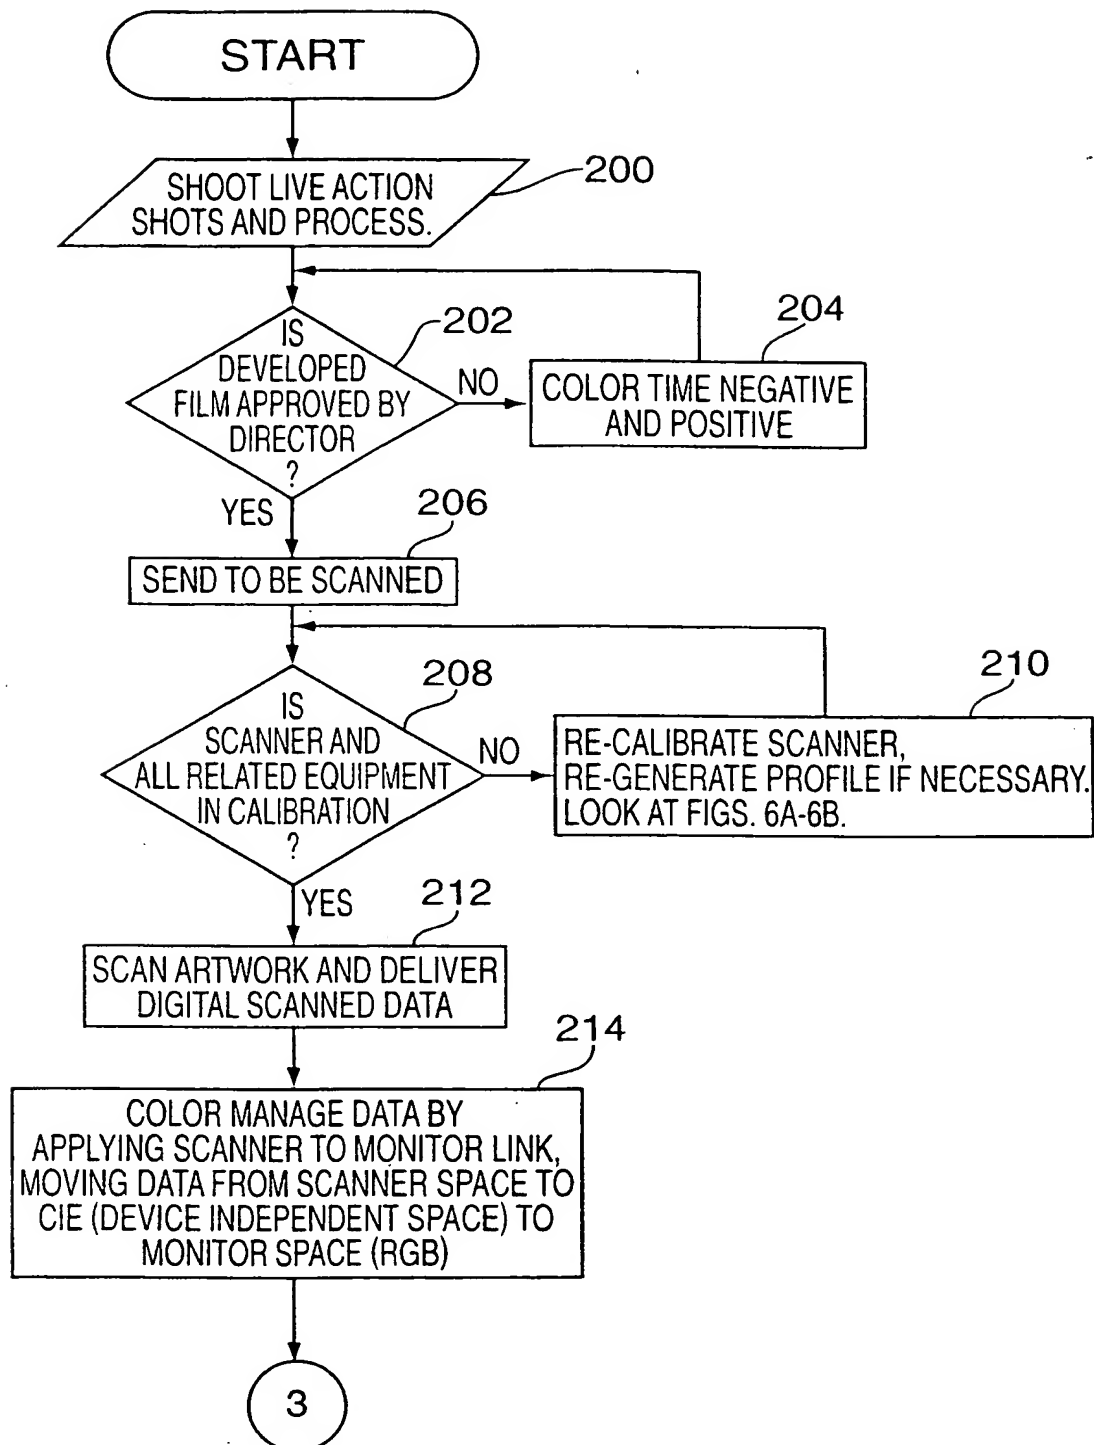 START
SHOOT LIVE ACTION
SHOTS AND PROCESS.
200
IS
DEVELOPED
FILM APPROVED BY
DIRECTOR
?
202
NO
204
COLOR TIME NEGATIVE
AND POSITIVE
YES
206
SEND TO BE SCANNED
IS
SCANNER AND
ALL RELATED EQUIPMENT
IN CALIBRATION
?
208
NO
210
RE-CALIBRATE SCANNER,
RE-GENERATE PROFILE IF NECESSARY.
LOOK AT FIGS. 6A-6B.
YES
212
SCAN ARTWORK AND DELIVER
DIGITAL SCANNED DATA
214
COLOR MANAGE DATA BY
APPLYING SCANNER TO MONITOR LINK,
MOVING DATA FROM SCANNER SPACE TO
CIE (DEVICE INDEPENDENT SPACE) TO
MONITOR SPACE (RGB)
3